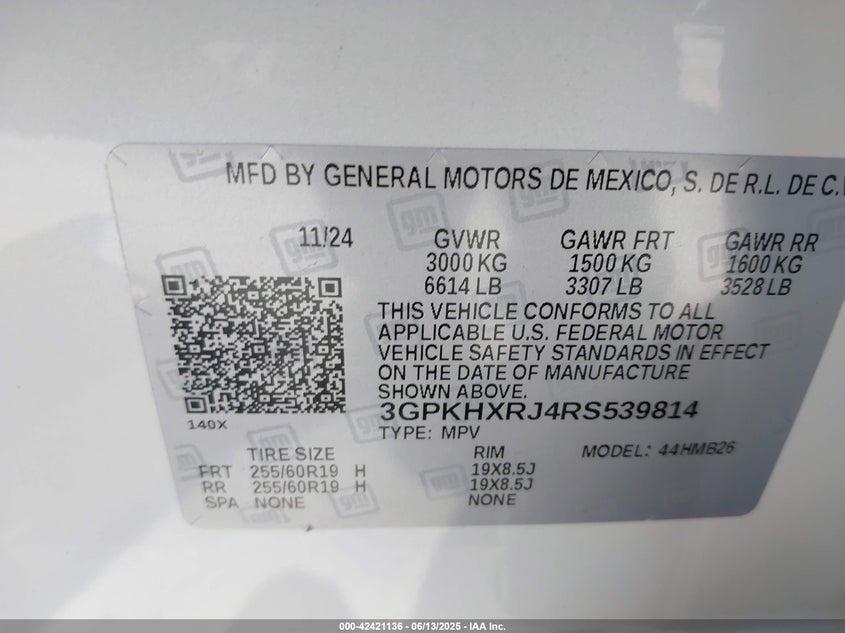 MFD BY GENERAL MOTORS DE MEXICO, S. DE R.L. DE C.V
11/24 GVWR GAWR FRT GAWR RR
3000 KG 1500 KG 1600 KG
6614 LB 3307 LB 3528 LB
THIS VEHICLE CONFORMS TO ALL
APPLICABLE U.S. FEDERAL MOTOR
VEHICLE SAFETY STANDARDS IN EFFECT
ON THE DATE OF MANUFACTURE
SHOWN ABOVE.
3GPKHXRJ4RS539814
140X
TYPE: MPV
TIRE SIZE RIM MODEL: 44HMB26
FRT 255/60R19 H 19X8.5J
RR 255/60R19 H 19X8.5J
SPA NONE NONE
gm
000-42421136 - 06/13/2025 - IAA Inc.